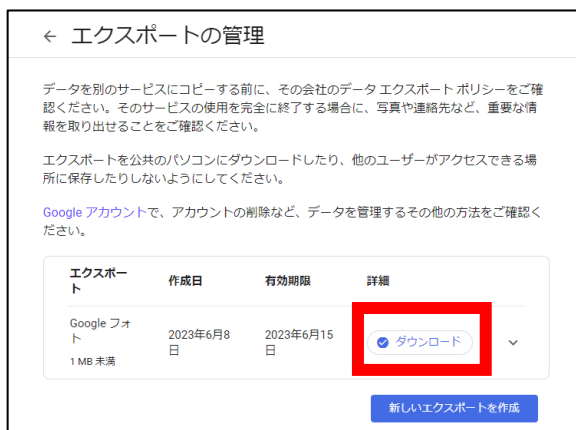 ← エクスポートの管理
データを別のサービスにコピーする前に、その会社のデータ エクスポート ポリシーをご確
認ください。そのサービスの使用を完全に終了する場合に、写真や連絡先など、重要な情
報を取り出せることをご確認ください。
エクスポートを公共のパソコンにダウンロードしたり、他のユーザーがアクセスできる場
所に保存したりしないようにしてください。
Google アカウントで、アカウントの削除など、データを管理するその他の方法をご確認く
ださい。
エクスポー
ト
作成日
有効期限
詳細
Google フォ
ト
1 MB 未満
2023年6月8
日
2023年6月15
日
ダウンロード
新しいエクスポートを作成